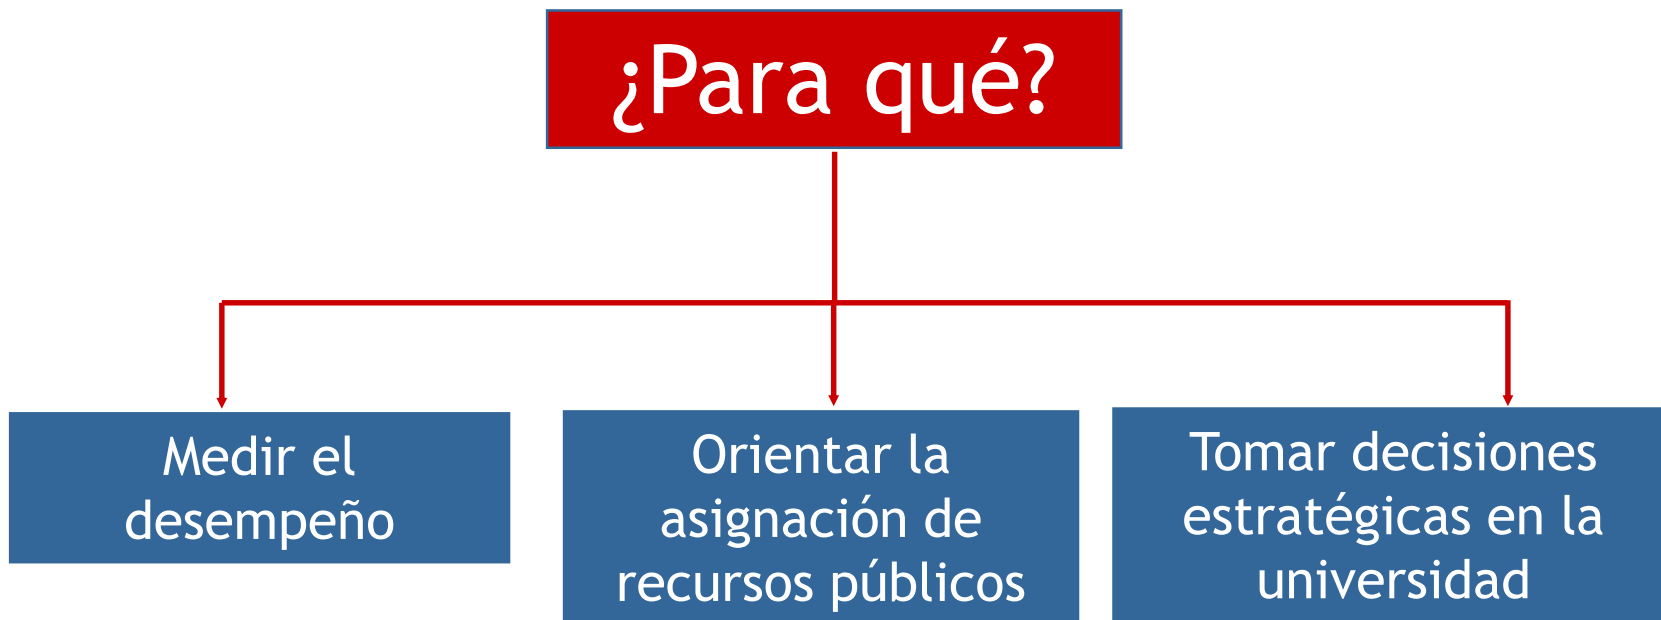 ¿Para qué?
Medir el
desempeño
Orientar la
asignación de
recursos públicos
Tomar decisiones
estratégicas en la
universidad